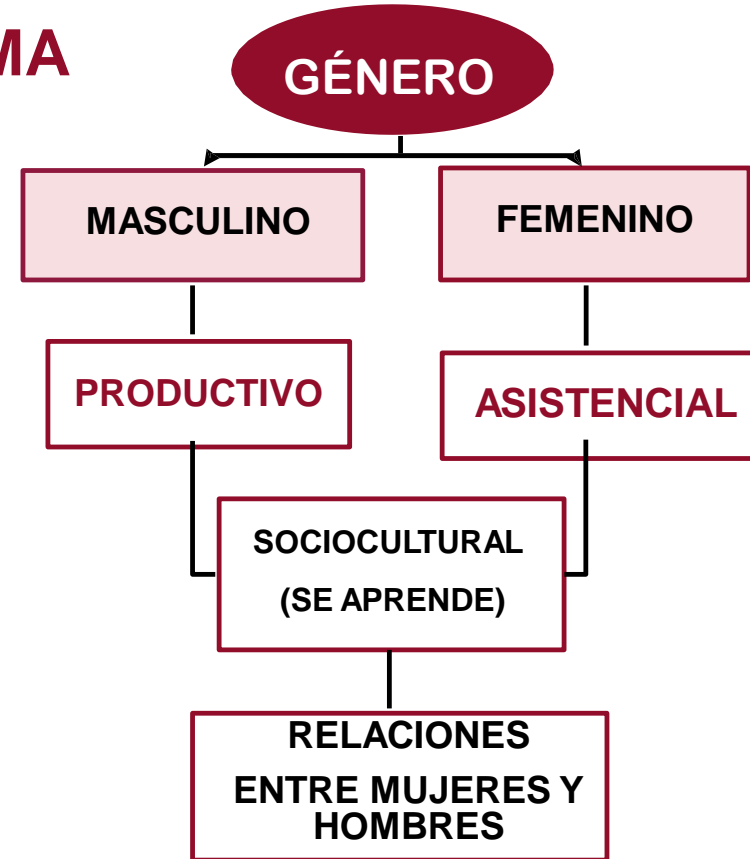 MA
GÉNERO
MASCULINO
FEMENINO
PRODUCTIVO
ASISTENCIAL
SOCIOCULTURAL
(SE APRENDE)
RELACIONES
ENTRE MUJERES Y
HOMBRES